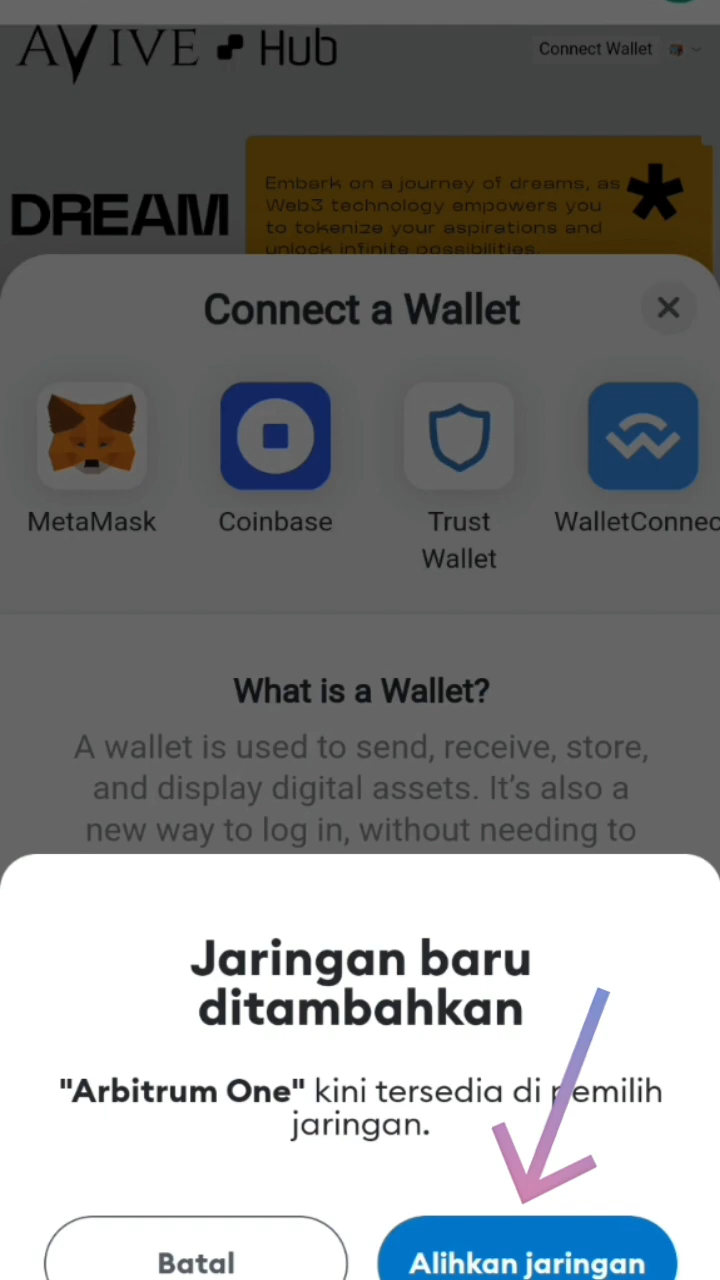 AVIVE Hub
Connect Wallet
DREAM
Embark on a journey of dreams, as
Web3 technology empowers you
to tokenize your aspirations and
unlock infinite possibilities.
Connect a Wallet
MetaMask
Coinbase
Trust
Wallet
WalletConnec
What is a Wallet?
A wallet is used to send, receive, store,
and display digital assets. It's also a
new way to log in, without needing to
Jaringan baru
ditambahkan
"Arbitrum One" kini tersedia di pemilih
jaringan.
Batal
Alihkan jaringan